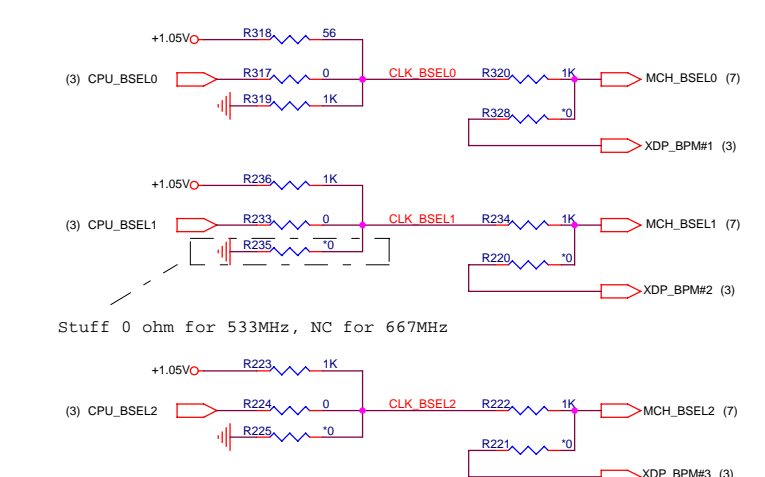 +1.05V R318 56
(3) CPU_BSEL0 R317 0 CLK_BSEL0 R320 1K MCH_BSEL0 (7)
R319 1K R328 *0
XDP_BPM#1 (3)
+1.05V R236 1K
(3) CPU_BSEL1 R233 0 CLK_BSEL1 R234 1K MCH_BSEL1 (7)
R235 *0 R220 *0
XDP_BPM#2 (3)
Stuff 0 ohm for 533MHz, NC for 667MHz
+1.05V R223 1K
(3) CPU_BSEL2 R224 0 CLK_BSEL2 R222 1K MCH_BSEL2 (7)
R225 *0 R221 *0
XDP_BPM#3 (3)